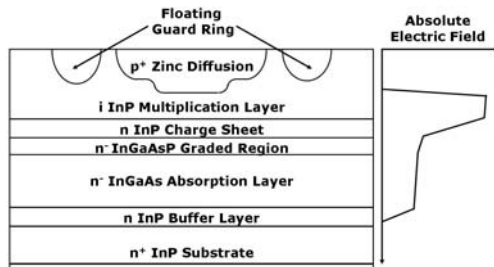 Floating
Guard Ring
Absolute
Electric Field
p⁺ Zinc Diffusion
i InP Multiplication Layer
n InP Charge Sheet
n⁻ InGaAsP Graded Region
n⁻ InGaAs Absorption Layer
n InP Buffer Layer
n⁺ InP Substrate